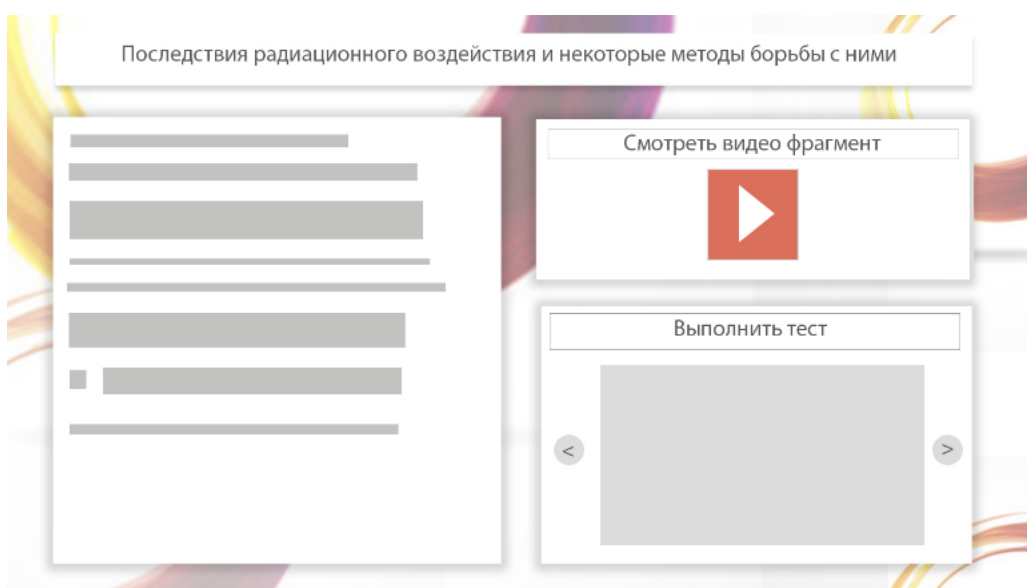 Последствия радиационного воздействия и некоторые методы борьбы с ними
Смотреть видео фрагмент
Выполнить тест
< >